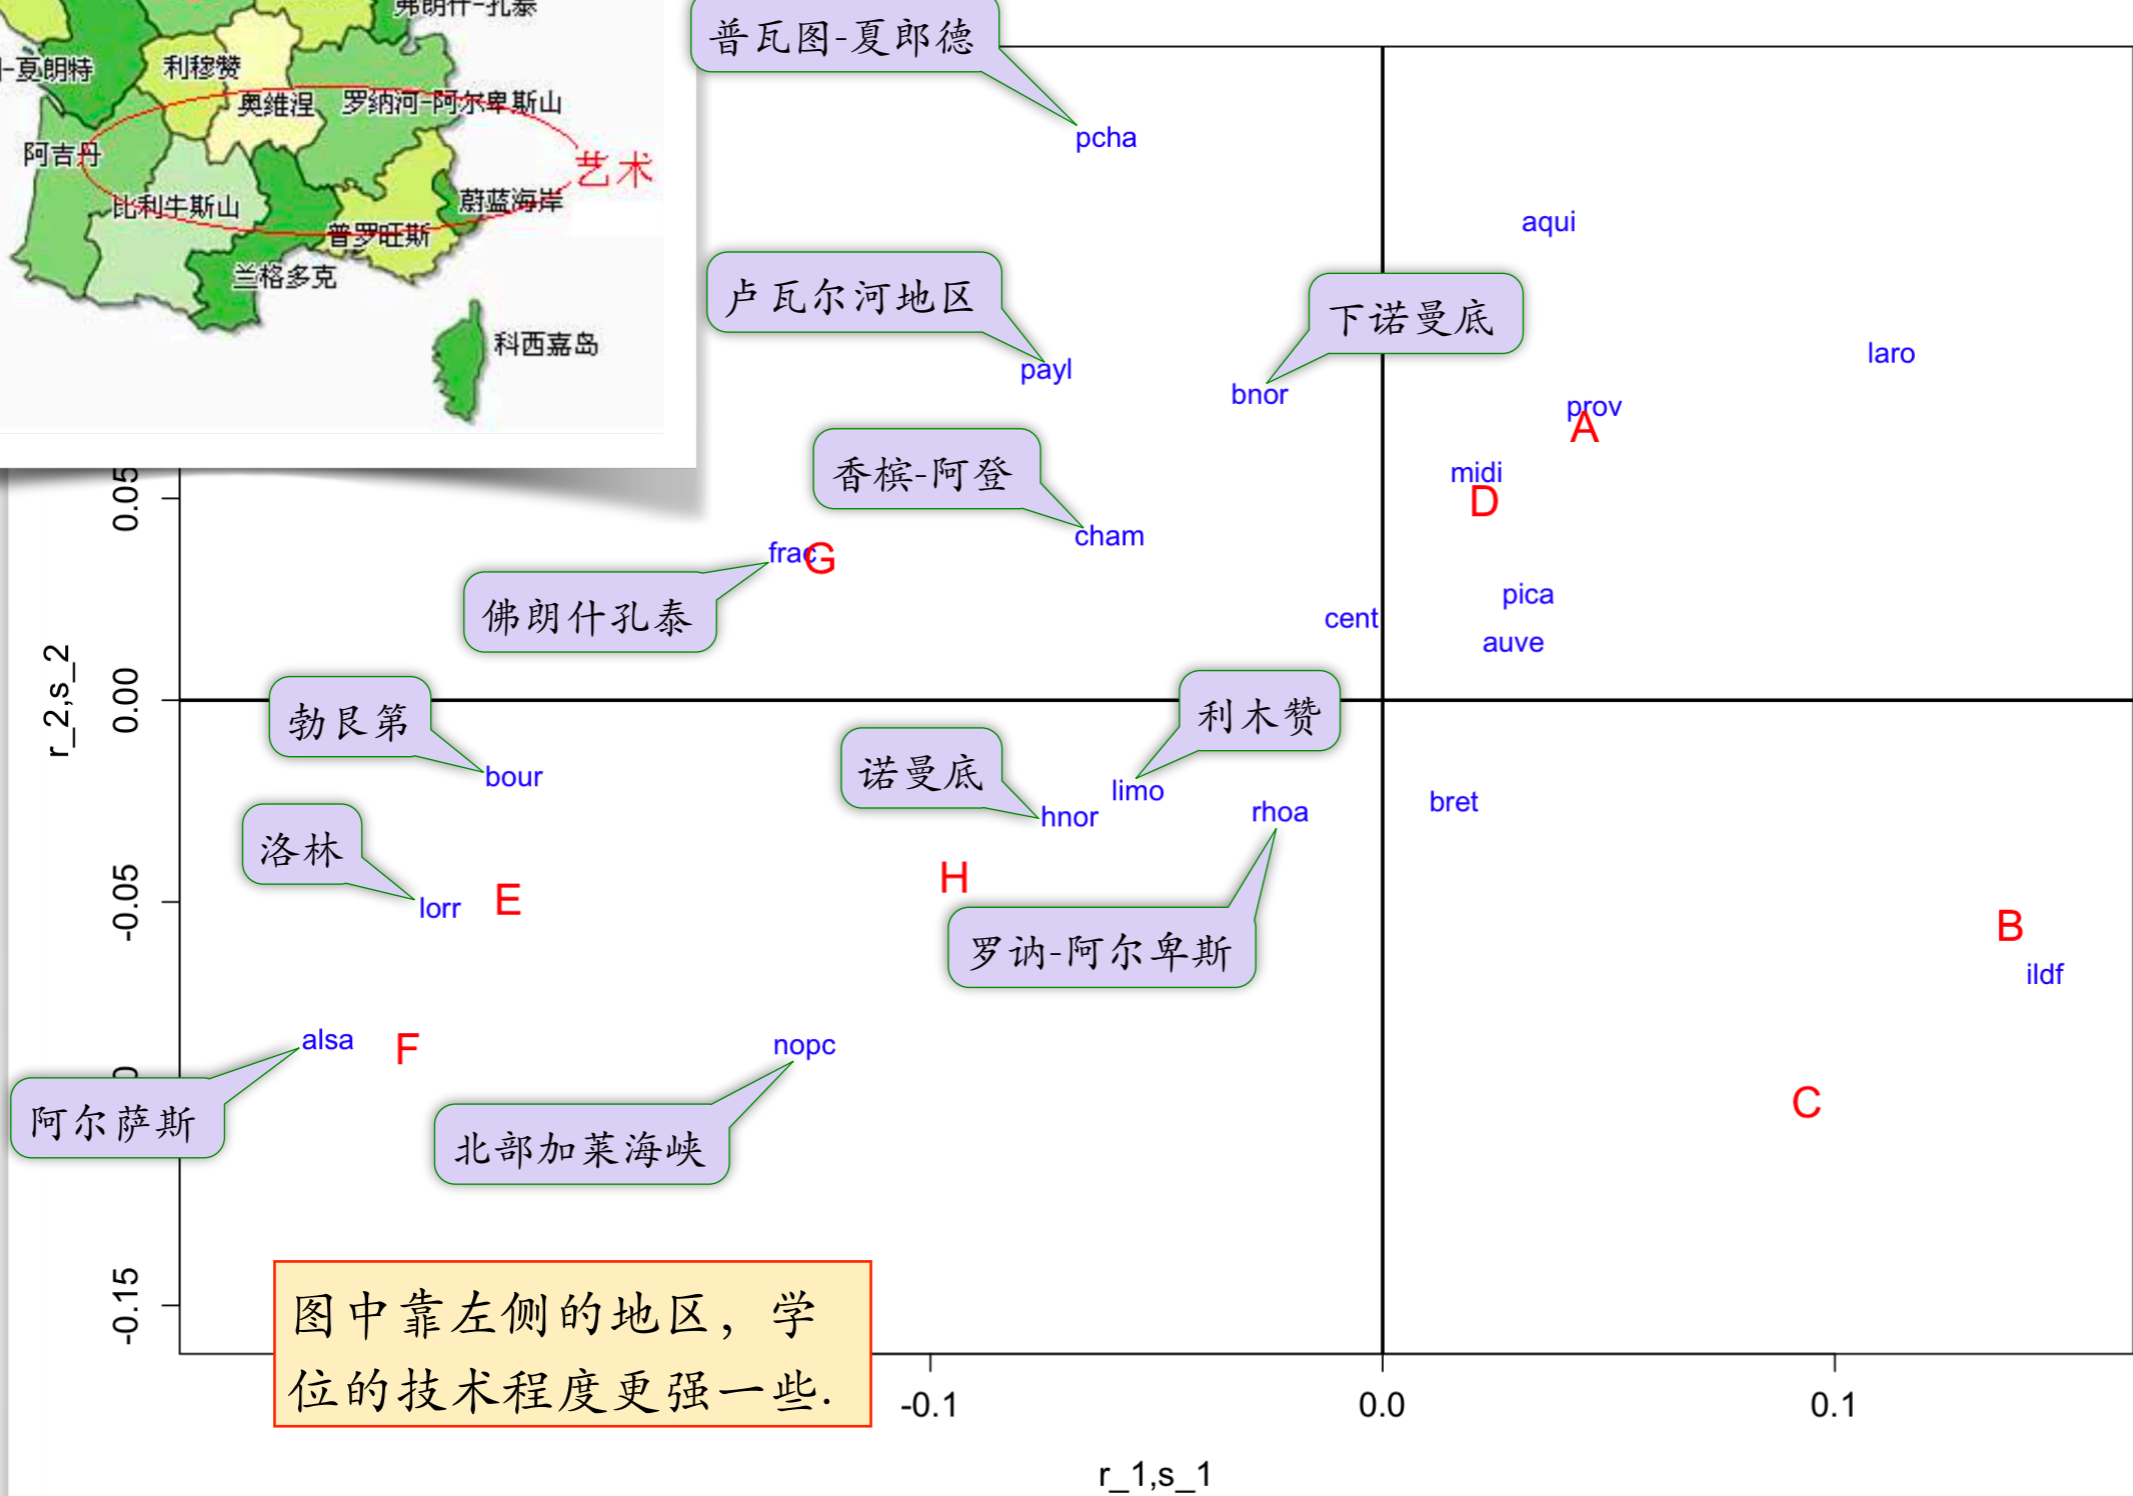 弗朗什-孔泰
-夏朗特
利穆赞
奥维涅
罗纳河-阿尔卑斯山
阿吉丹
艺术
比利牛斯山
蔚蓝海岸
普罗旺斯
兰格多克
科西嘉岛
普瓦图-夏郎德
pcha
aqui
卢瓦尔河地区
下诺曼底
payl
bnor
laro
prov
A
香槟-阿登
midi
D
cham
frac
G
佛朗什孔泰
pica
cent
auve
勃艮第
利木赞
诺曼底
bour
limo
hnor
rhoa
bret
洛林
lorr
E
H
罗讷-阿尔卑斯
B
ildf
alsa
F
nopc
C
阿尔萨斯
北部加莱海峡
图中靠左侧的地区，学
位的技术程度更强一些.
0.05
0.00
-0.05
0
-0.15
r_2,s_2
-0.1
0.0
0.1
r_1,s_1